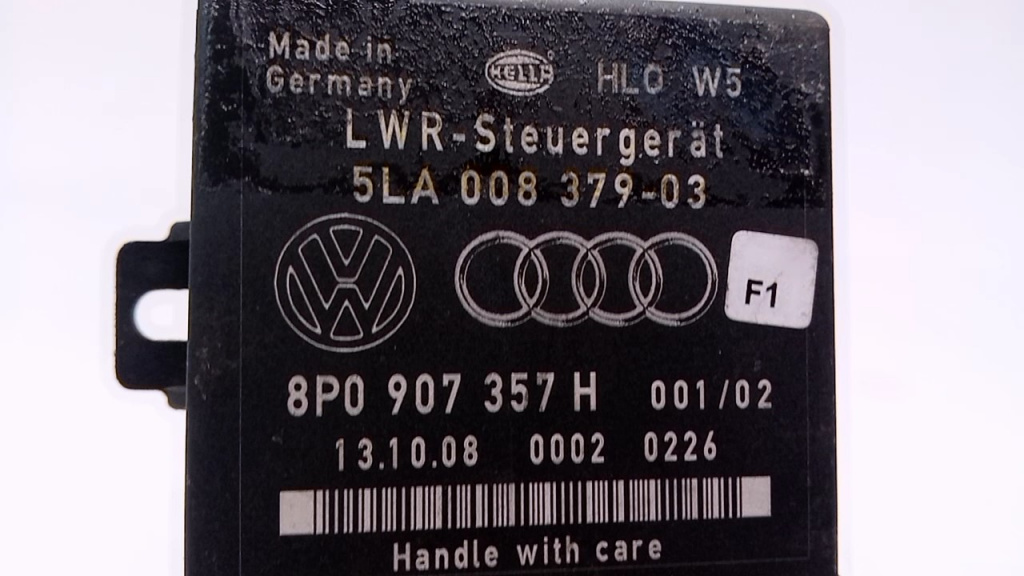 Made in
Germany
HELLA
HLO W5
LWR-Steuergerät
5LA 008 379-03
F1
8P0 907 357 H 001/02
13.10.08 0002 0226
Handle with care